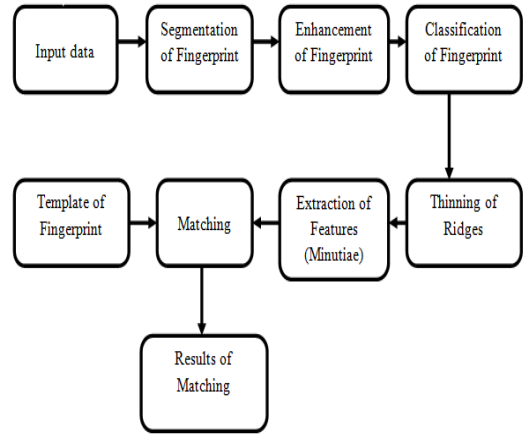 Input data
Segmentation
of Fingerprint
Enhancement
of Fingerprint
Classification
of Fingerprint
Template of
Fingerprint
Matching
Extraction of
Features
(Minutiae)
Thinning of
Ridges
Results of
Matching